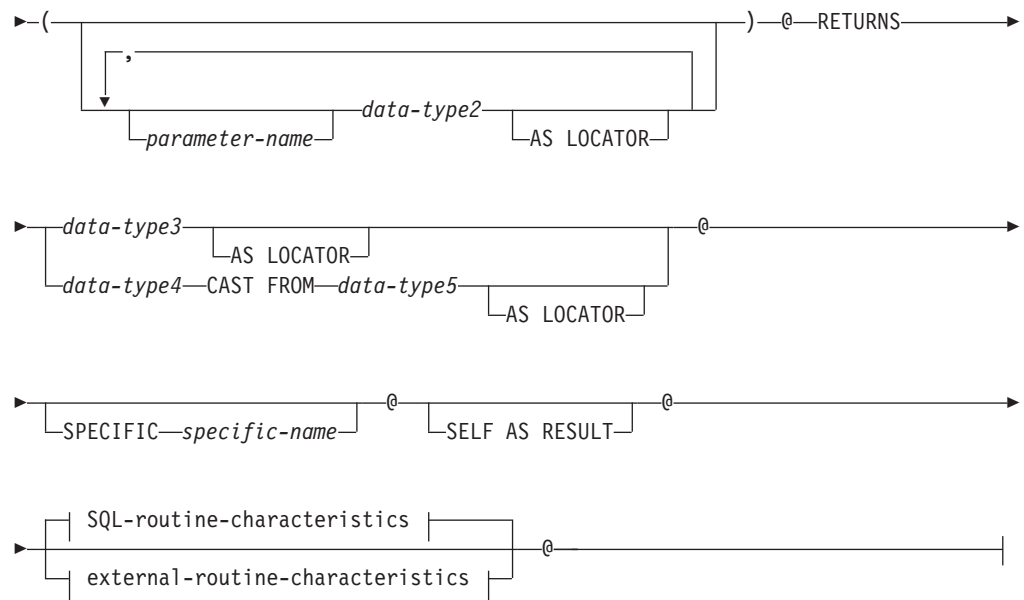 ( ) @ RETURNS
,
data-type2
parameter-name AS LOCATOR
data-type3 @
AS LOCATOR
data-type4 CAST FROM data-type5
AS LOCATOR
@ @
SPECIFIC specific-name SELF AS RESULT
SQL-routine-characteristics
@
external-routine-characteristics